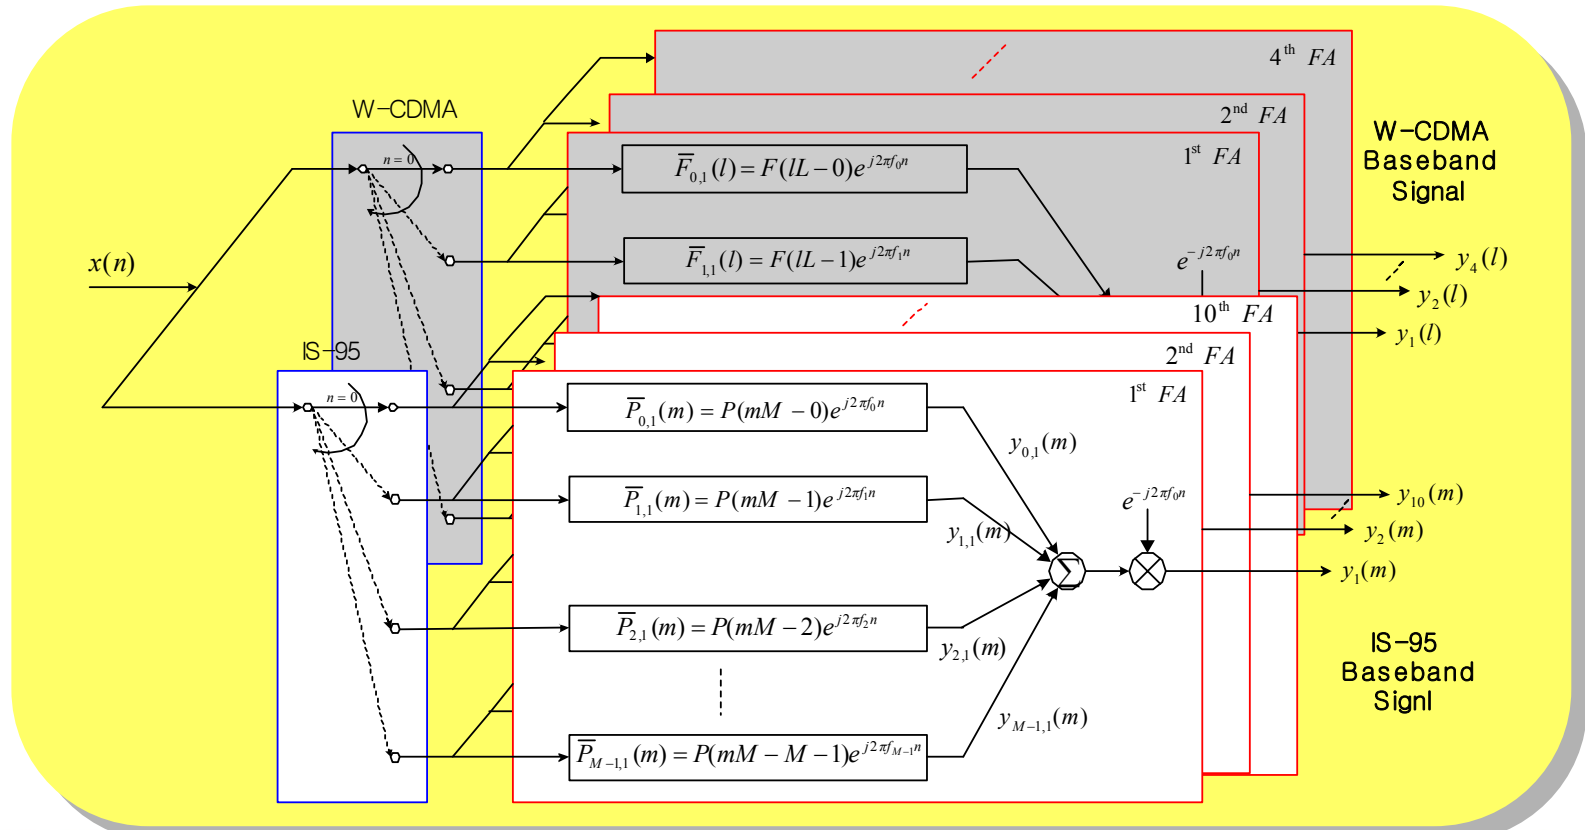 4th FA
W-CDMA
2nd FA
W-CDMA
Baseband
Signal
1st FA
n = 0
F̅0,1(l) = F(lL − 0)e^{j2πf0n}
F̅1,1(l) = F(lL − 1)e^{j2πf1n}
e^{−j2πf0n}
x(n)
y4(l)
y2(l)
y1(l)
10th FA
IS-95
2nd FA
1st FA
n = 0
P̅0,1(m) = P(mM − 0)e^{j2πf0n}
y0,1(m)
P̅1,1(m) = P(mM − 1)e^{j2πf1n}
y1,1(m)
e^{−j2πf0n}
y10(m)
y2(m)
Σ
y1(m)
P̅2,1(m) = P(mM − 2)e^{j2πf2n}
y2,1(m)
IS-95
Baseband
Signl
yM−1,1(m)
P̅M−1,1(m) = P(mM − M − 1)e^{j2πfM−1n}